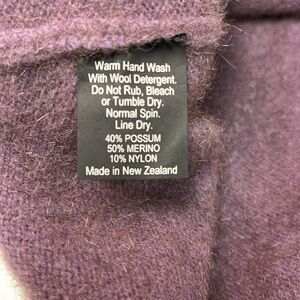 Warm Hand Wash
With Wool Detergent.
Do Not Rub, Bleach
or Tumble Dry.
Normal Spin.
Line Dry.
40% POSSUM
50% MERINO
10% NYLON
Made in New Zealand